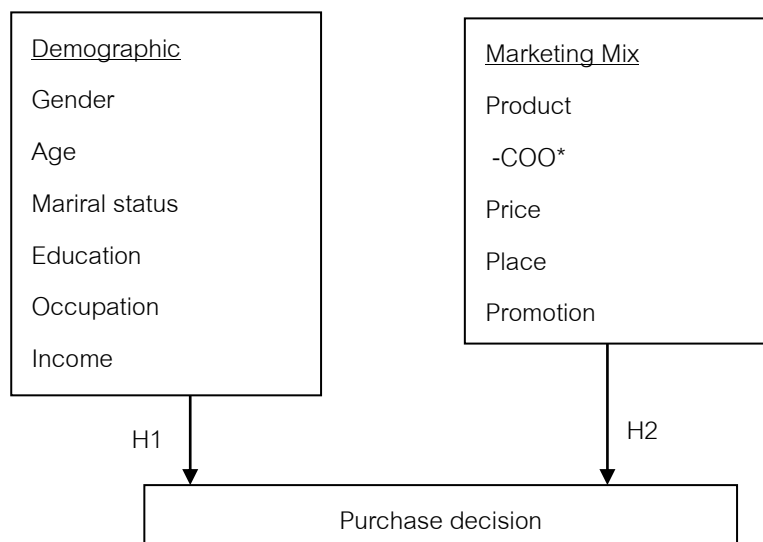 Demographic
Gender
Age
Mariral status
Education
Occupation
Income
Marketing Mix
Product
-COO*
Price
Place
Promotion
H1
H2
Purchase decision